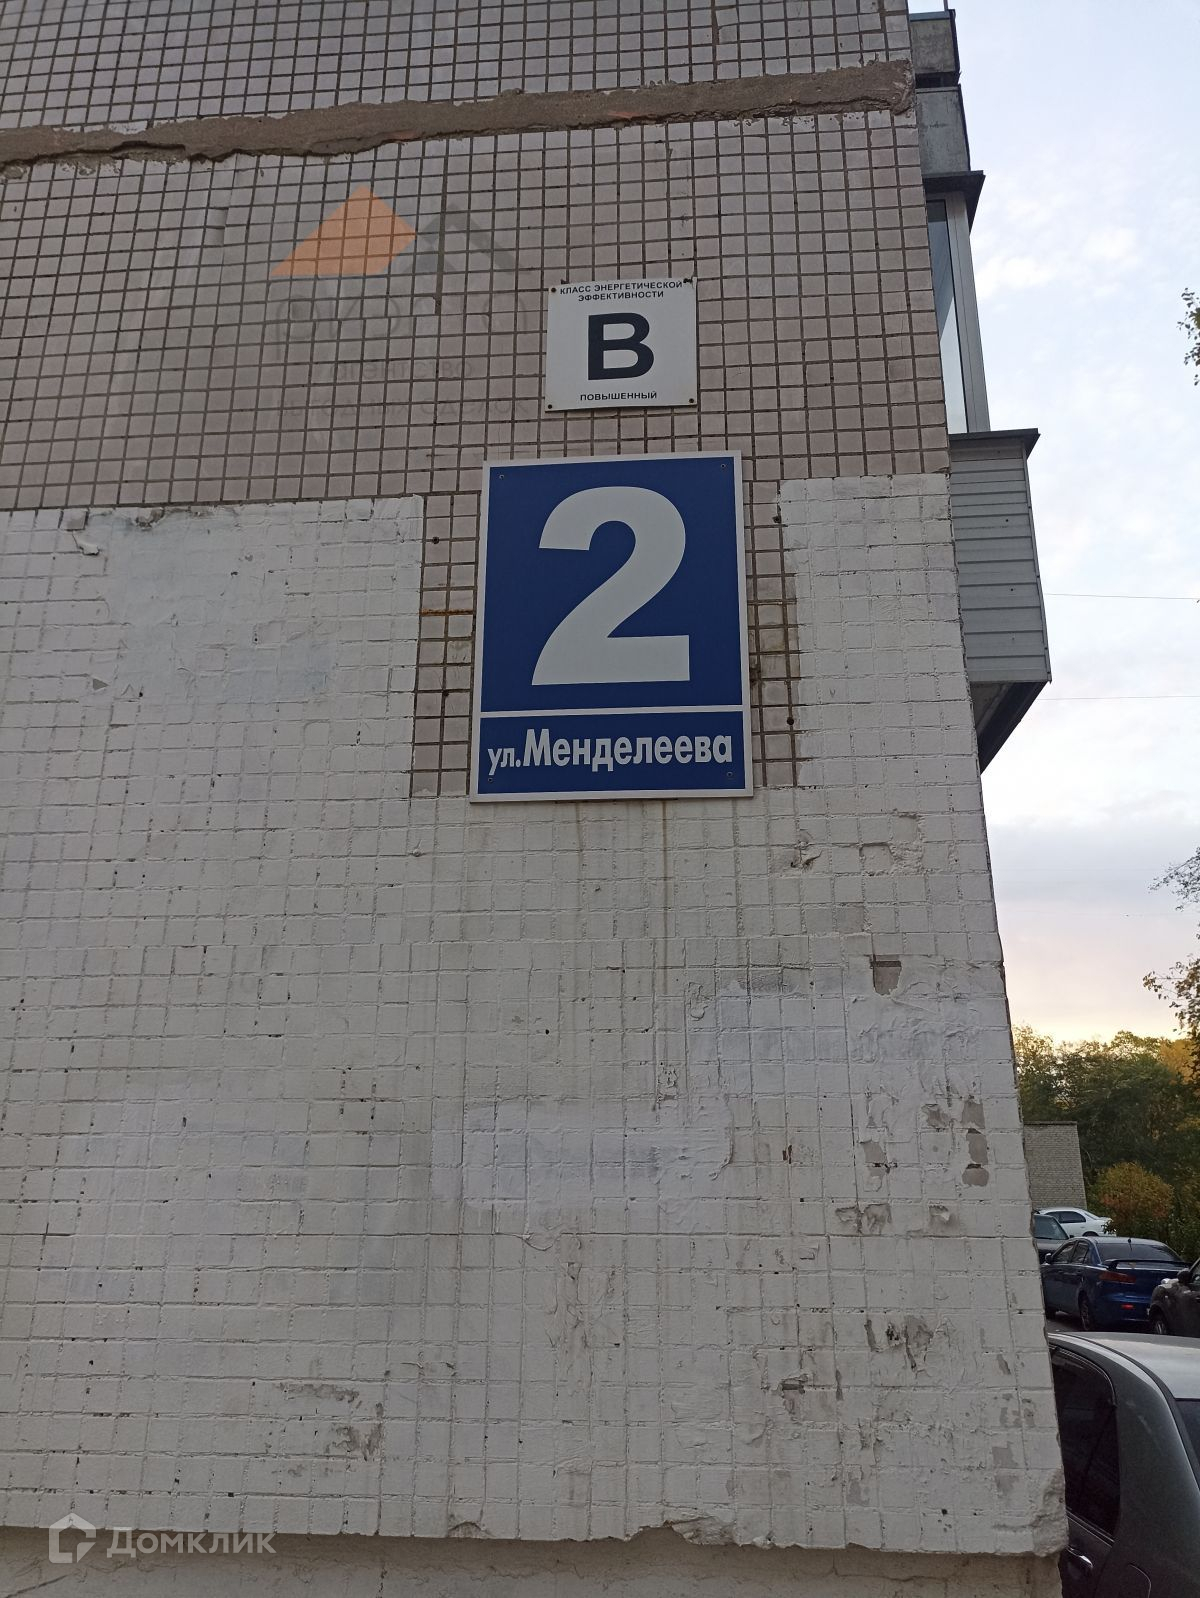 КЛАСС ЭНЕРГЕТИЧЕСКОЙ
ЭФФЕКТИВНОСТИ
В
ПОВЫШЕННЫЙ
2
ул.Менделеева
Домклик